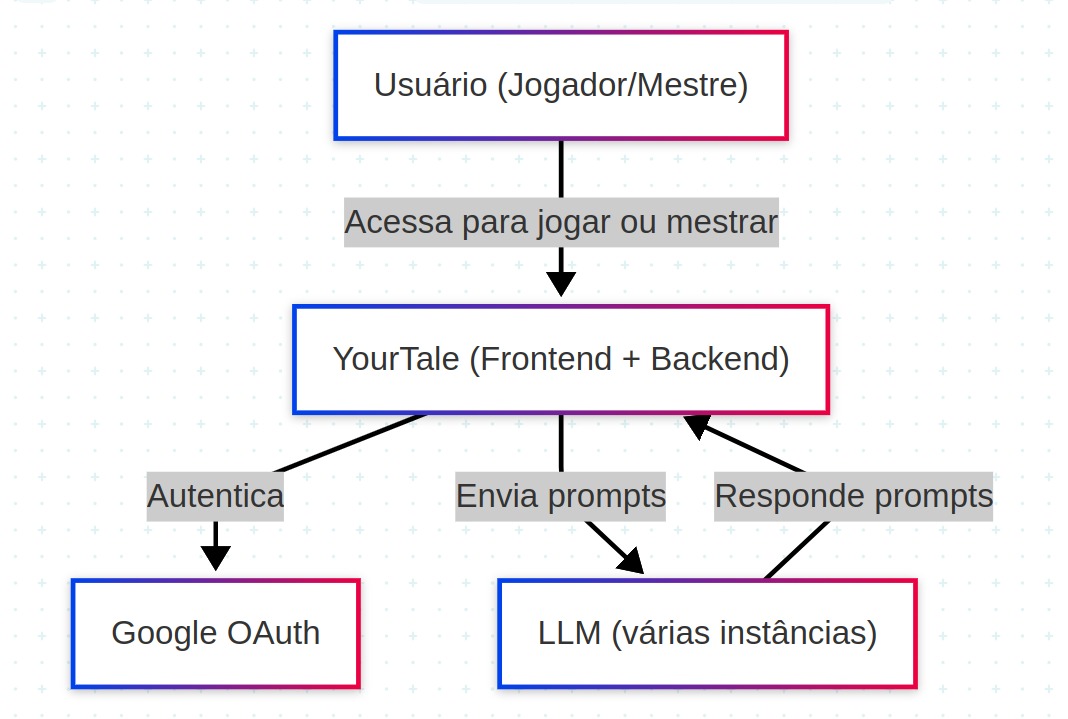 Usuário (Jogador/Mestre)
Acessa para jogar ou mestrar
YourTale (Frontend + Backend)
Autentica
Envia prompts
Responde prompts
Google OAuth
LLM (várias instâncias)